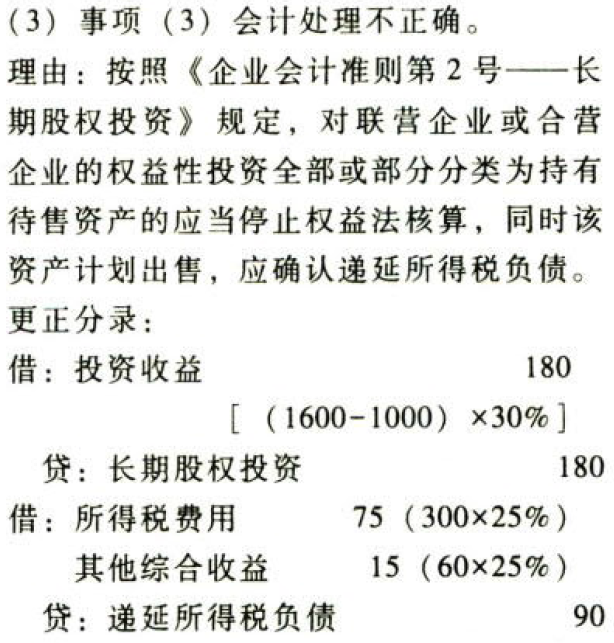 (3) 事项 (3) 会计处理不正确。
理由：按照《企业会计准则第 2 号——长
期股权投资》规定，对联营企业或合营
企业的权益性投资全部或部分分类为持有
待售资产的应当停止权益法核算，同时该
资产计划出售，应确认递延所得税负债。
更正分录：
借：投资收益 180
[ (1600-1000) ×30% ]
贷：长期股权投资 180
借：所得税费用 75 (300×25%)
其他综合收益 15 (60×25%)
贷：递延所得税负债 90